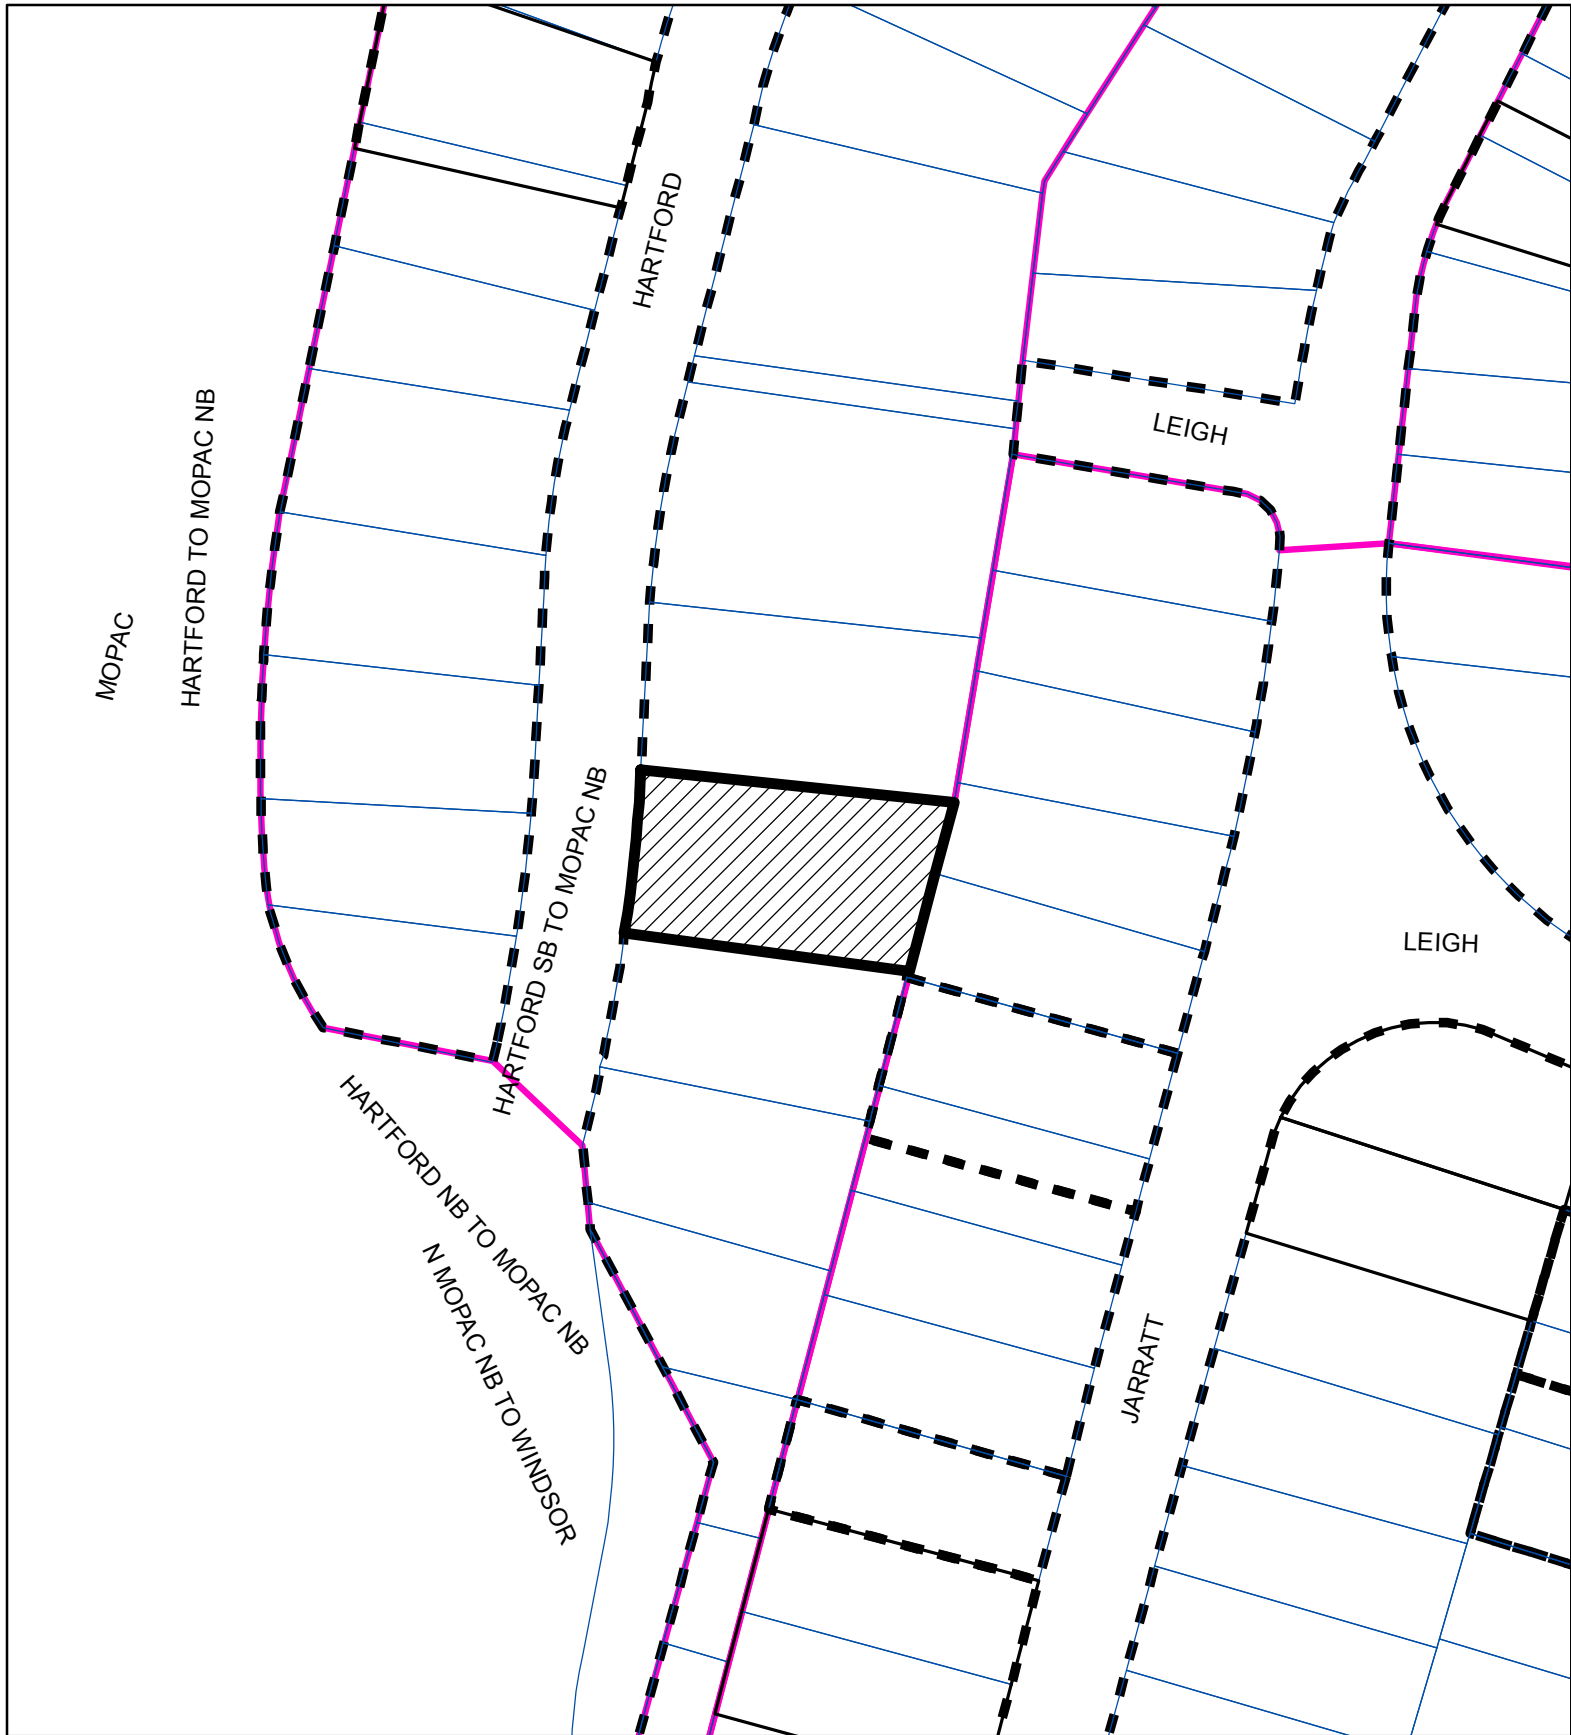 HARTFORD
HARTFORD TO MOPAC NB
LEIGH
MOPAC
HARTFORD SB TO MOPAC NB
LEIGH
HARTFORD NB TO MOPAC NB
N MOPAC NB TO WINDSOR
JARRATT